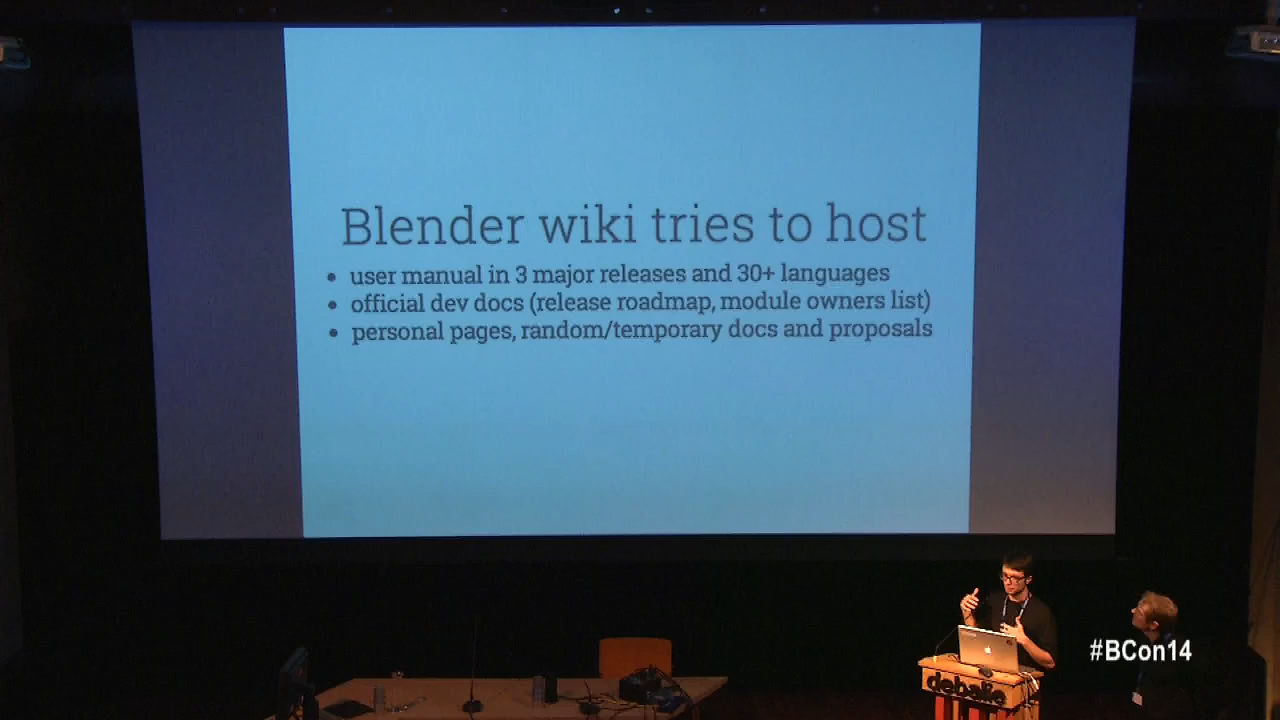 Blender wiki tries to host
• user manual in 3 major releases and 30+ languages
• official dev docs (release roadmap, module owners list)
• personal pages, random/temporary docs and proposals
#BCon14
debalie